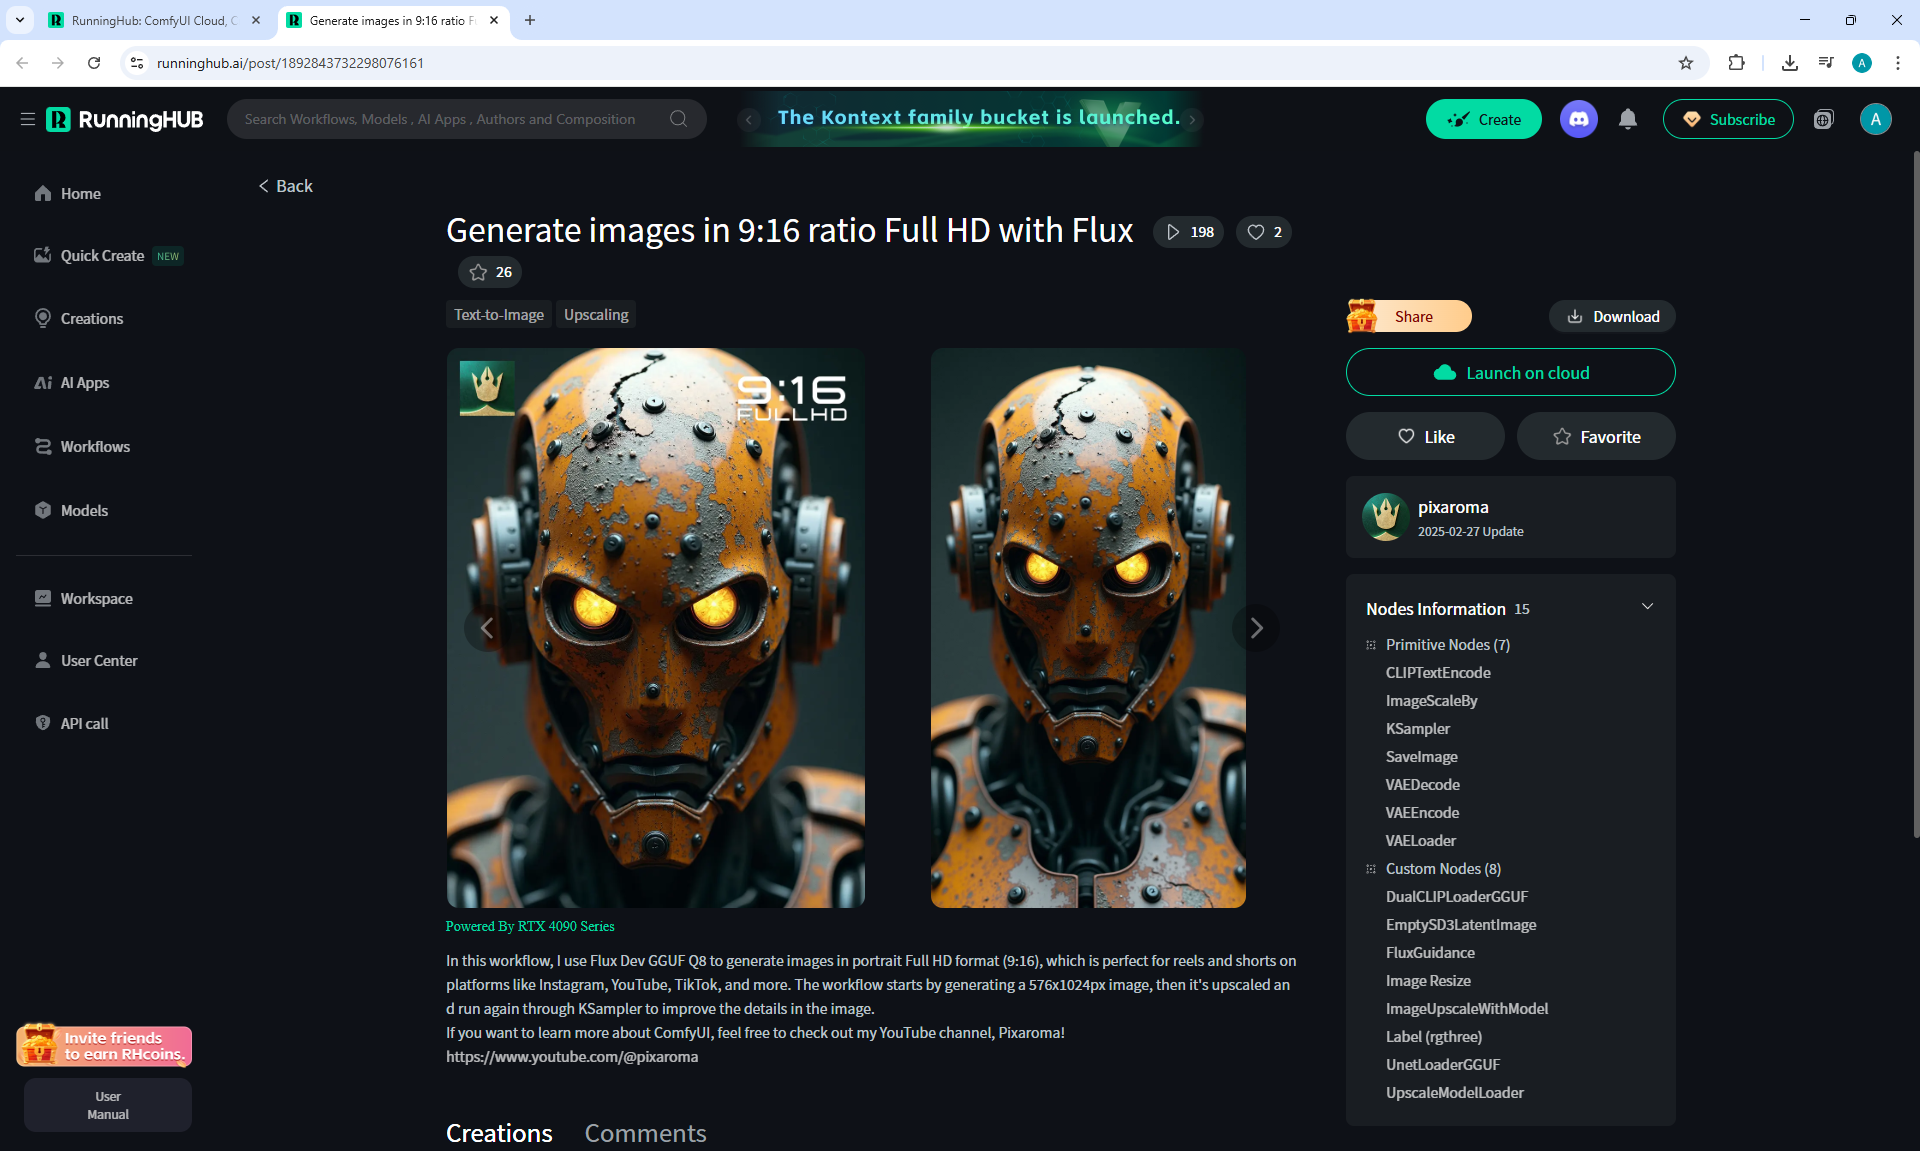 RunningHub: ComfyUI Cloud, C
Generate images in 9:16 ratio F
runninghub.ai/post/1892843732298076161
A
RunningHUB
Search Workflows, Models , AI Apps , Authors and Composition
The Kontext family bucket is launched.
Create
Subscribe
A
Home
Quick Create NEW
Creations
AI Apps
Workflows
Models
Workspace
User Center
API call
Invite friends
to earn RHcoins.
User
Manual
Back
Generate images in 9:16 ratio Full HD with Flux
198
2
26
Text-to-Image
Upscaling
9:16
FULLHD
Powered By RTX 4090 Series
In this workflow, I use Flux Dev GGUF Q8 to generate images in portrait Full HD format (9:16), which is perfect for reels and shorts on
platforms like Instagram, YouTube, TikTok, and more. The workflow starts by generating a 576x1024px image, then it's upscaled an
d run again through KSampler to improve the details in the image.
If you want to learn more about ComfyUI, feel free to check out my YouTube channel, Pixaroma!
https://www.youtube.com/@pixaroma
Creations
Comments
Share
Download
Launch on cloud
Like
Favorite
pixaroma
2025-02-27 Update
Nodes Information 15
Primitive Nodes (7)
CLIPTextEncode
ImageScaleBy
KSampler
SaveImage
VAEDecode
VAEEncode
VAELoader
Custom Nodes (8)
DualCLIPLoaderGGUF
EmptySD3LatentImage
FluxGuidance
Image Resize
ImageUpscaleWithModel
Label (rgthree)
UnetLoaderGGUF
UpscaleModelLoader